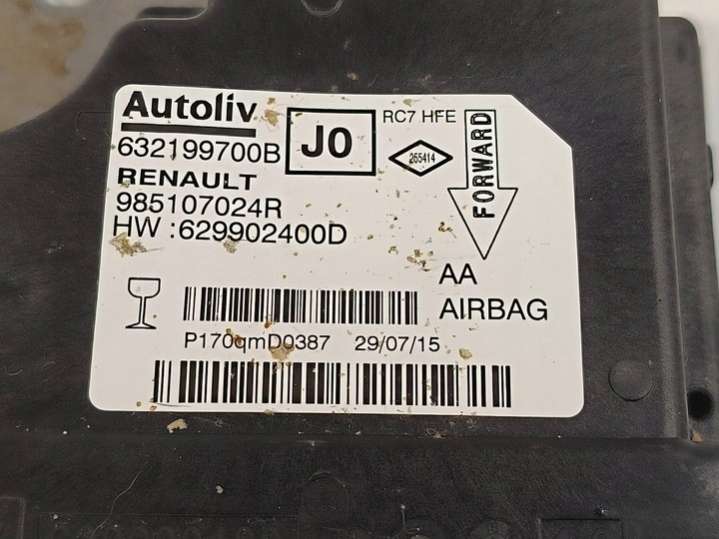 Autoliv
632199700B
J0
RC7 HFE
265414
FORWARD
RENAULT
985107024R
HW :629902400D
AA
AIRBAG
P170qmD0387 29/07/15